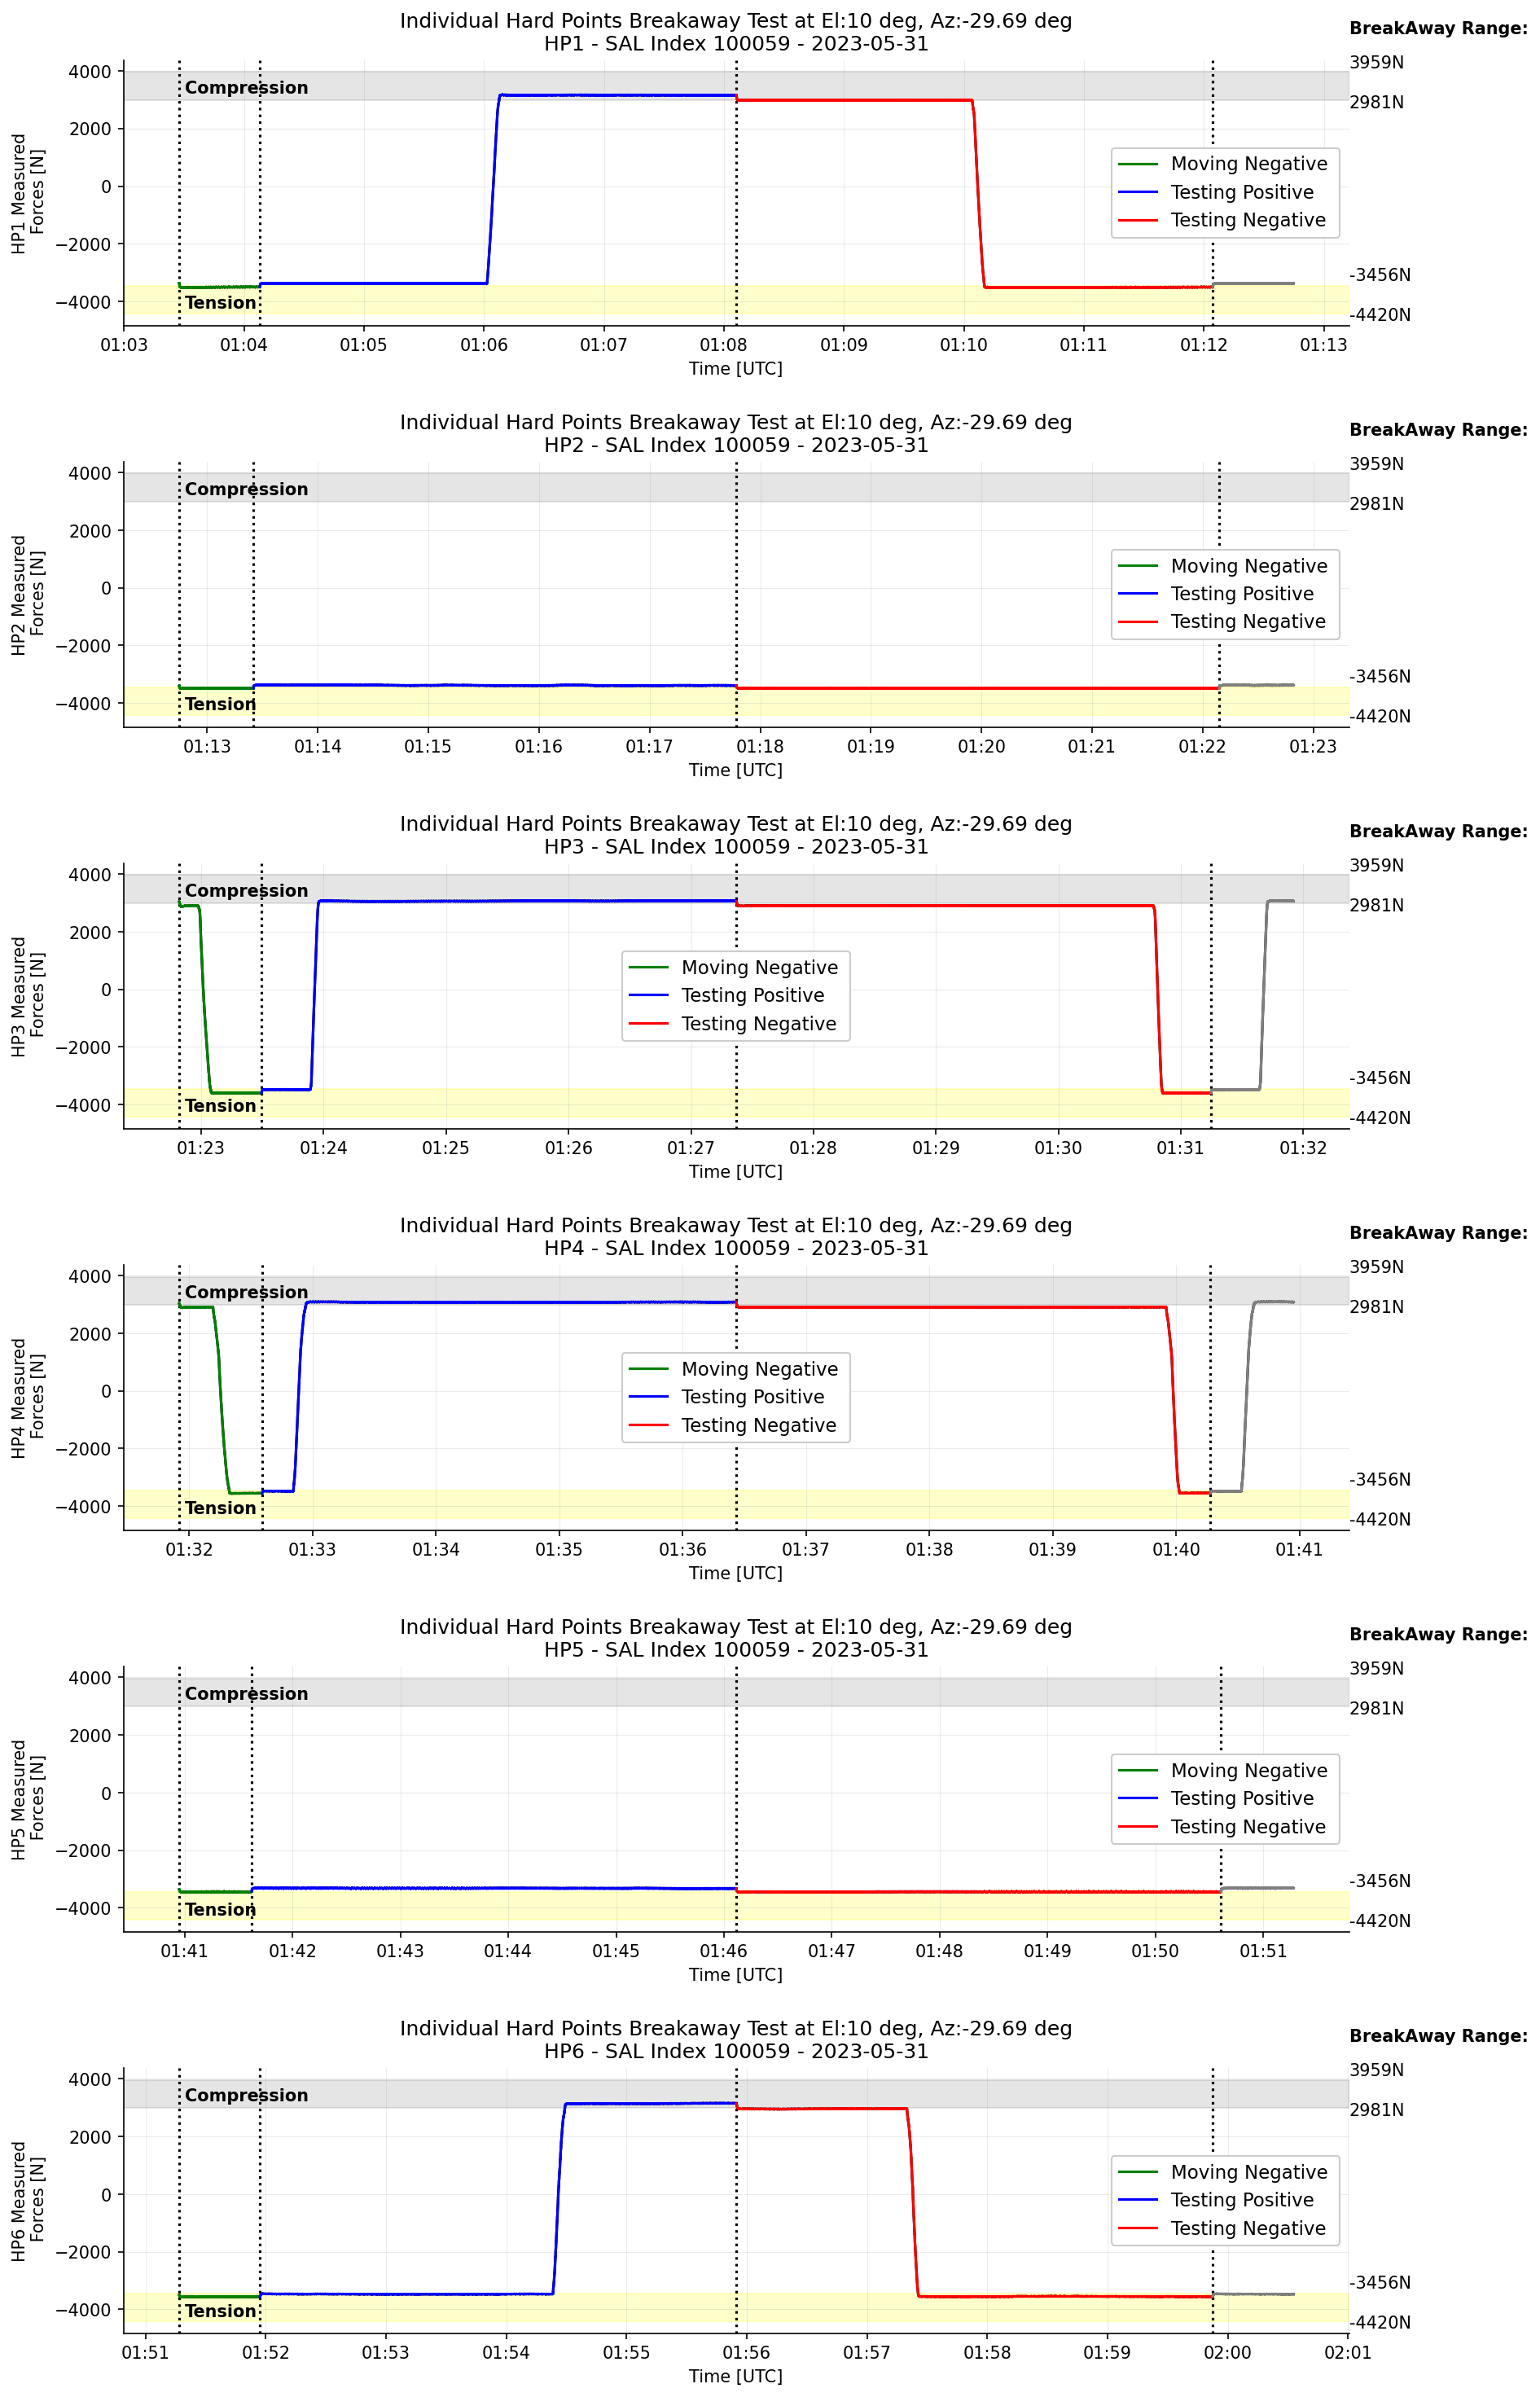 Individual Hard Points Breakaway Test at El:10 deg, Az:-29.69 deg
HP1 - SAL Index 100059 - 2023-05-31
BreakAway Range:
3959N
2981N
-3456N
-4420N
4000
2000
0
−2000
−4000
HP1 Measured
Forces [N]
Compression
Tension
Moving Negative
Testing Positive
Testing Negative
01:03 01:04 01:05 01:06 01:07 01:08 01:09 01:10 01:11 01:12 01:13
Time [UTC]
Individual Hard Points Breakaway Test at El:10 deg, Az:-29.69 deg
HP2 - SAL Index 100059 - 2023-05-31
BreakAway Range:
3959N
2981N
-3456N
-4420N
4000
2000
0
−2000
−4000
HP2 Measured
Forces [N]
Compression
Tension
Moving Negative
Testing Positive
Testing Negative
01:13 01:14 01:15 01:16 01:17 01:18 01:19 01:20 01:21 01:22 01:23
Time [UTC]
Individual Hard Points Breakaway Test at El:10 deg, Az:-29.69 deg
HP3 - SAL Index 100059 - 2023-05-31
BreakAway Range:
3959N
2981N
-3456N
-4420N
4000
2000
0
−2000
−4000
HP3 Measured
Forces [N]
Compression
Tension
Moving Negative
Testing Positive
Testing Negative
01:23 01:24 01:25 01:26 01:27 01:28 01:29 01:30 01:31 01:32
Time [UTC]
Individual Hard Points Breakaway Test at El:10 deg, Az:-29.69 deg
HP4 - SAL Index 100059 - 2023-05-31
BreakAway Range:
3959N
2981N
-3456N
-4420N
4000
2000
0
−2000
−4000
HP4 Measured
Forces [N]
Compression
Tension
Moving Negative
Testing Positive
Testing Negative
01:32 01:33 01:34 01:35 01:36 01:37 01:38 01:39 01:40 01:41
Time [UTC]
Individual Hard Points Breakaway Test at El:10 deg, Az:-29.69 deg
HP5 - SAL Index 100059 - 2023-05-31
BreakAway Range:
3959N
2981N
-3456N
-4420N
4000
2000
0
−2000
−4000
HP5 Measured
Forces [N]
Compression
Tension
Moving Negative
Testing Positive
Testing Negative
01:41 01:42 01:43 01:44 01:45 01:46 01:47 01:48 01:49 01:50 01:51
Time [UTC]
Individual Hard Points Breakaway Test at El:10 deg, Az:-29.69 deg
HP6 - SAL Index 100059 - 2023-05-31
BreakAway Range:
3959N
2981N
-3456N
-4420N
4000
2000
0
−2000
−4000
HP6 Measured
Forces [N]
Compression
Tension
Moving Negative
Testing Positive
Testing Negative
01:51 01:52 01:53 01:54 01:55 01:56 01:57 01:58 01:59 02:00 02:01
Time [UTC]